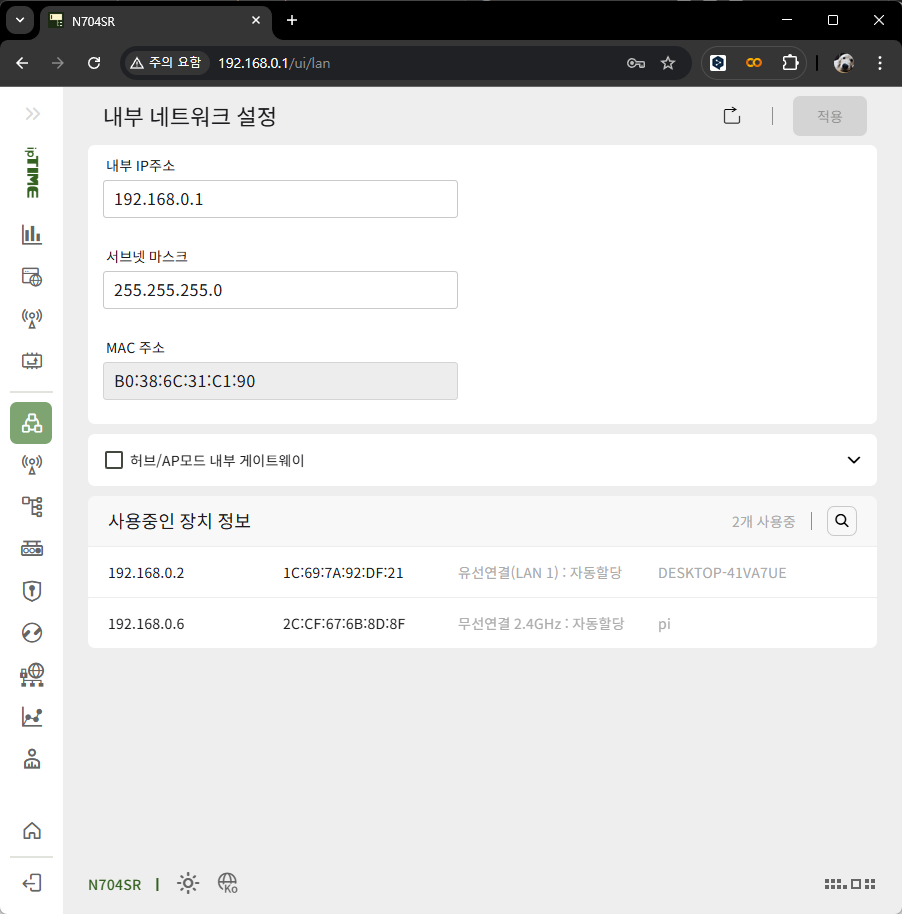 N704SR
주의 요함
192.168.0.1/ui/lan
ipTIME
내부 네트워크 설정
적용
내부 IP주소
192.168.0.1
서브넷 마스크
255.255.255.0
MAC 주소
B0:38:6C:31:C1:90
허브/AP모드 내부 게이트웨이
사용중인 장치 정보
2개 사용중
192.168.0.2 1C:69:7A:92:DF:21 유선연결(LAN 1) : 자동할당 DESKTOP-41VA7UE
192.168.0.6 2C:CF:67:6B:8D:8F 무선연결 2.4GHz : 자동할당 pi
N704SR
Ko